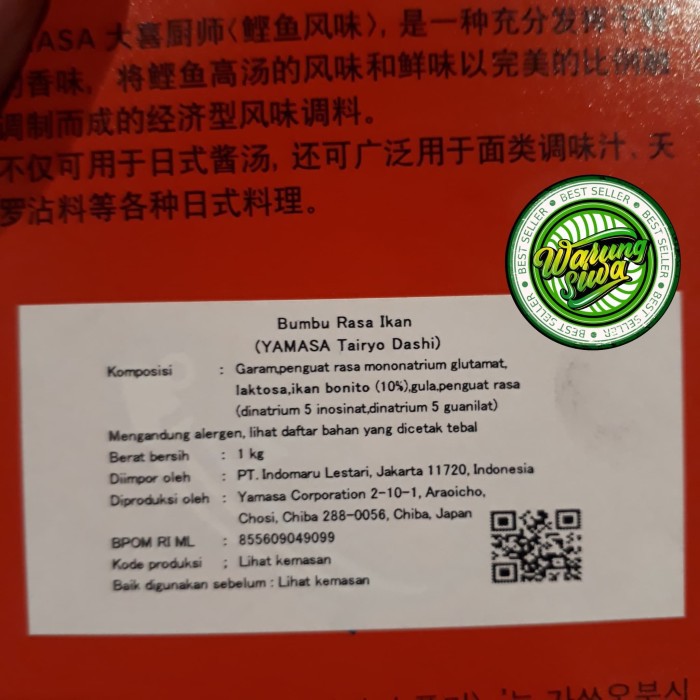 YAMASA 大喜厨师〈鲣鱼风味〉, 是一种充分发挥
的香味, 将鲣鱼高汤的风味和鲜味以完美的比例融
调制而成的经济型风味调料。
不仅可用于日式酱汤, 还可广泛用于面类调味汁、天
罗沾料等各种日式料理。
BEST SELLER • BEST SELLER • BEST SELLER • BEST SELLER
Warung
Suwa
Bumbu Rasa Ikan
(YAMASA Tairyo Dashi)
Komposisi : Garam,penguat rasa mononatrium glutamat,
laktosa,ikan bonito (10%),gula,penguat rasa
(dinatrium 5 inosinat,dinatrium 5 guanilat)
Mengandung alergen, lihat daftar bahan yang dicetak tebal
Berat bersih : 1 kg
Diimpor oleh : PT. Indomaru Lestari, Jakarta 11720, Indonesia
Diproduksi oleh : Yamasa Corporation 2-10-1, Araoicho,
Chosi, Chiba 288-0056, Chiba, Japan
BPOM RI ML : 855609049099
Kode produksi ; Lihat kemasan
Baik digunakan sebelum : Lihat kemasan